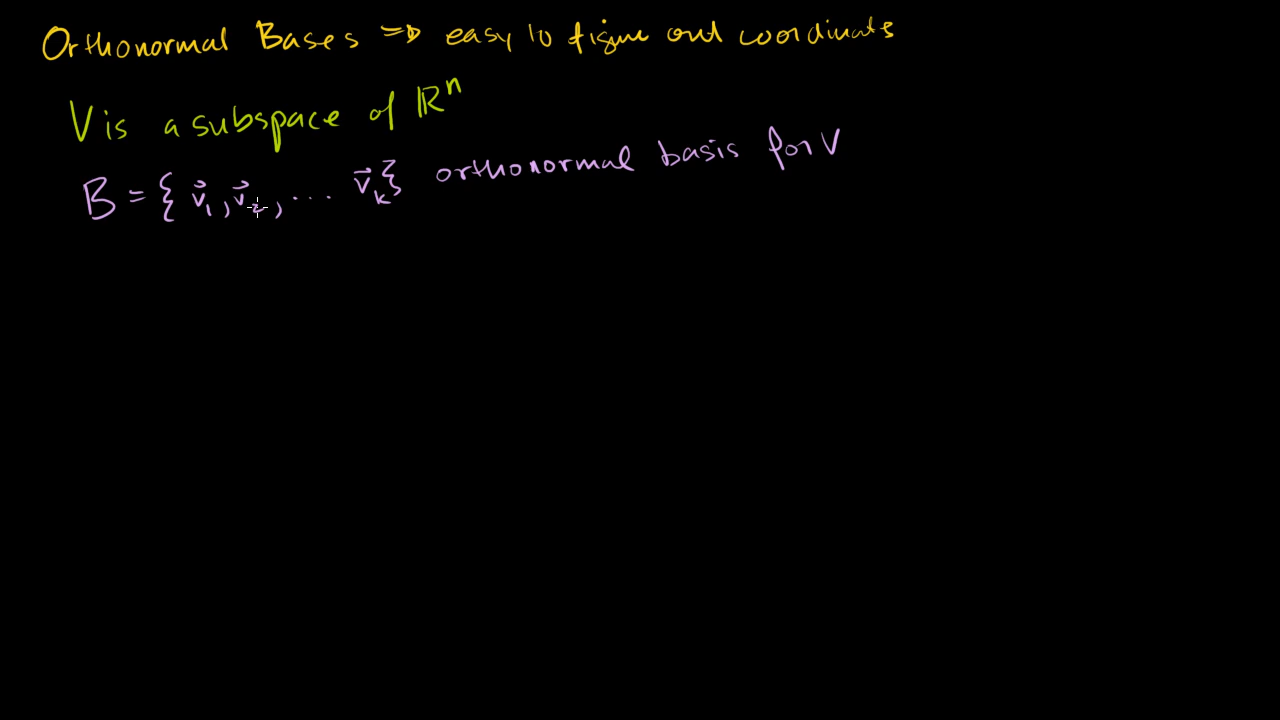 Orthonormal Bases ⇒ easy to figure out coordinates
V is a subspace of ℝⁿ
B = { v⃗₁, v⃗₂, ... v⃗ₖ} orthonormal basis for V